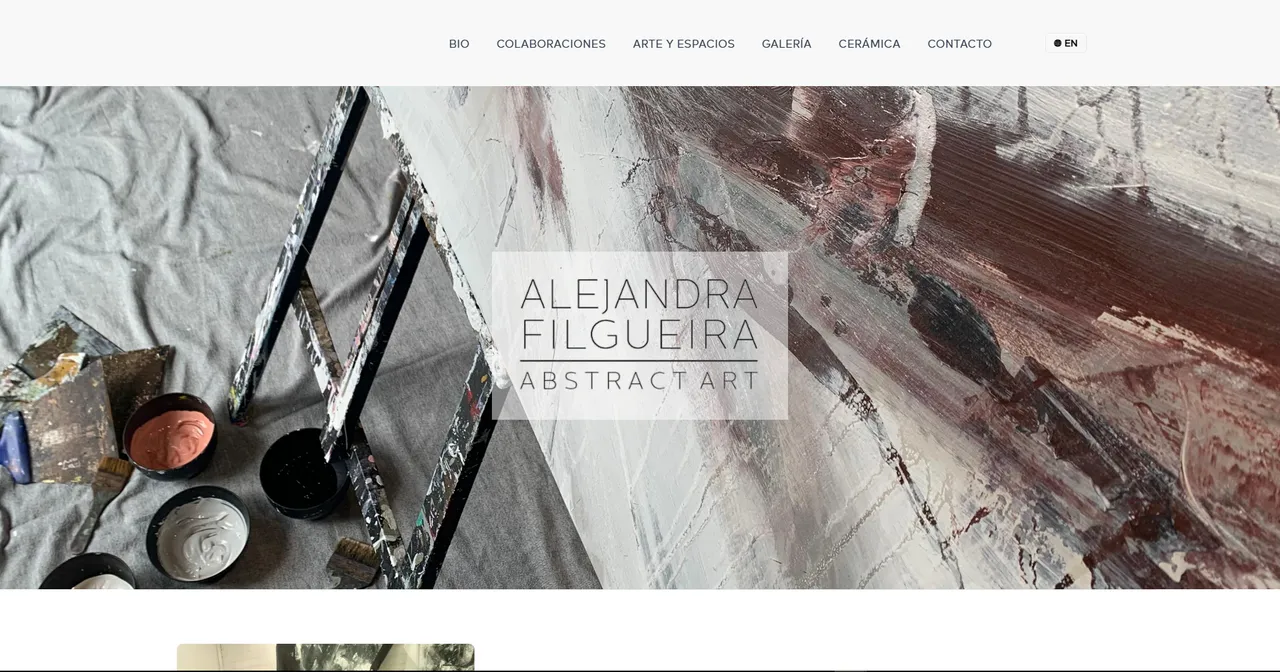 BIO COLABORACIONES ARTE Y ESPACIOS GALERÍA CERÁMICA CONTACTO EN
ALEJANDRA
FILGUEIRA
ABSTRACT ART